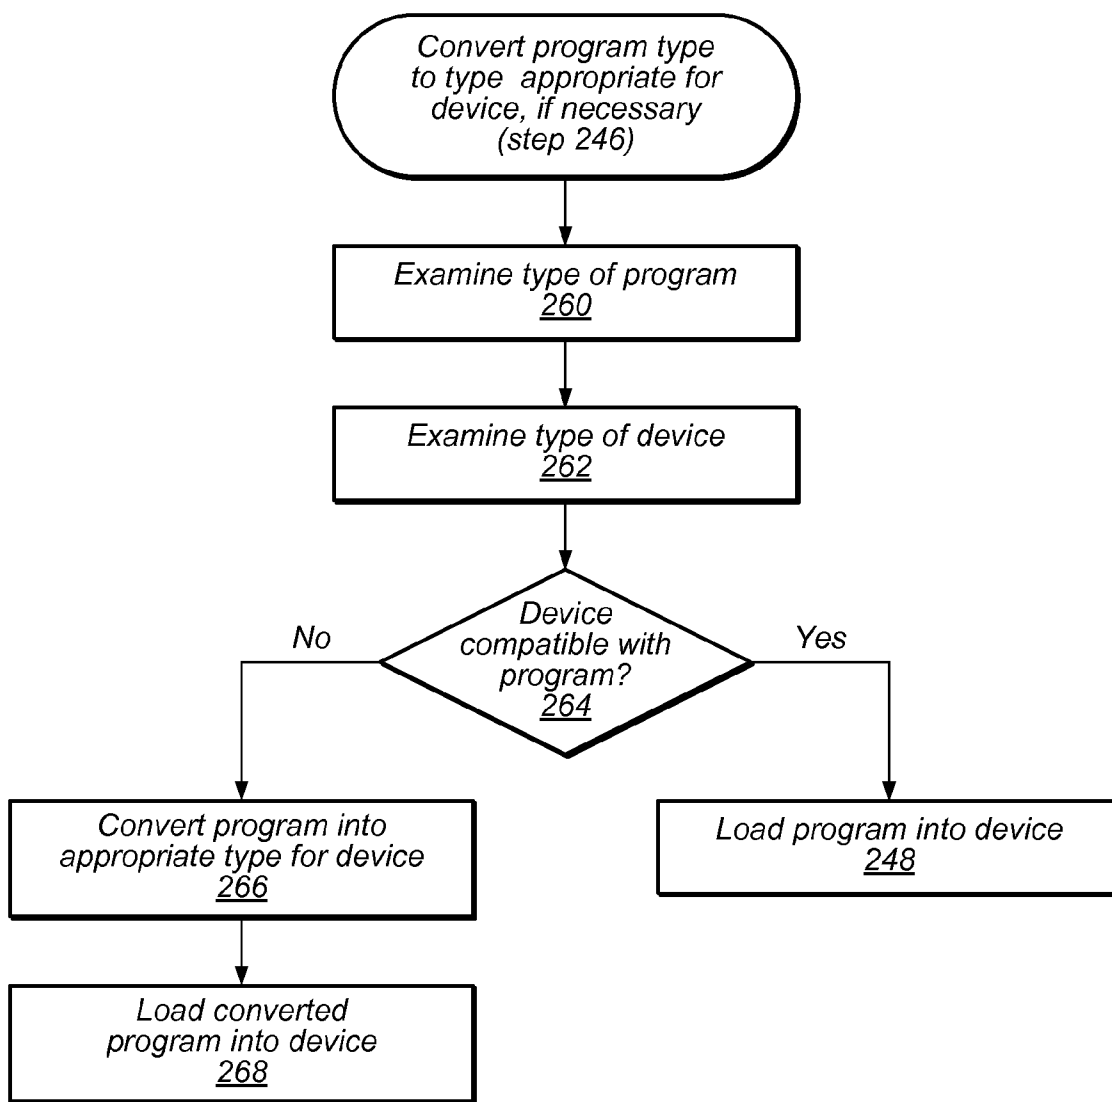 Convert program type
to type appropriate for
device, if necessary
(step 246)
Examine type of program
260
Examine type of device
262
Device
compatible with
program?
264
No
Yes
Convert program into
appropriate type for device
266
Load program into device
248
Load converted
program into device
268